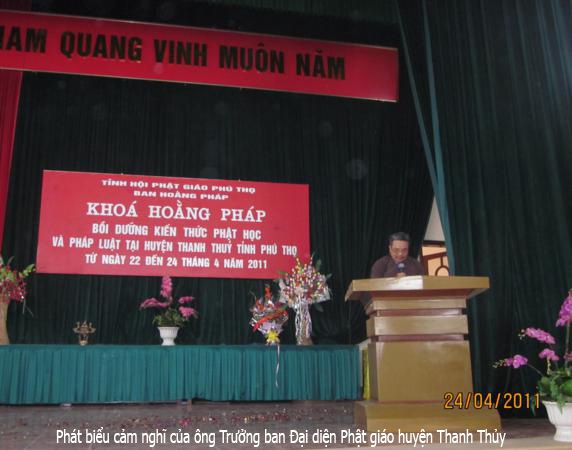 NAM QUANG VINH MUÔN NĂM
TỈNH HỘI PHẬT GIÁO PHÚ THỌ
BAN HOẰNG PHÁP
KHOÁ HOẰNG PHÁP
BỒI DƯỠNG KIẾN THỨC PHẬT HỌC
VÀ PHÁP LUẬT TẠI HUYỆN THANH THUỶ TỈNH PHÚ THỌ
TỪ NGÀY 22 ĐẾN 24 THÁNG 4 NĂM 2011
24/04/2011
Phát biểu cảm nghĩ của ông Trưởng ban Đại diện Phật giáo huyện Thanh Thủy